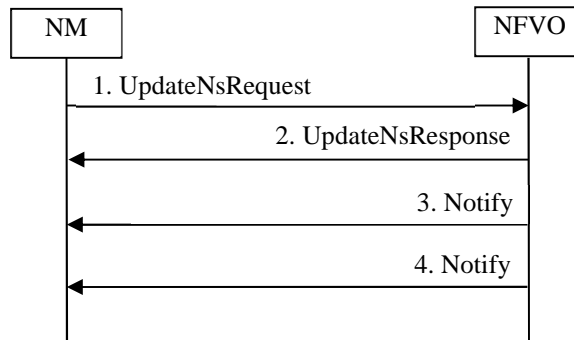 NM
NFVO
1. UpdateNsRequest
2. UpdateNsResponse
3. Notify
4. Notify